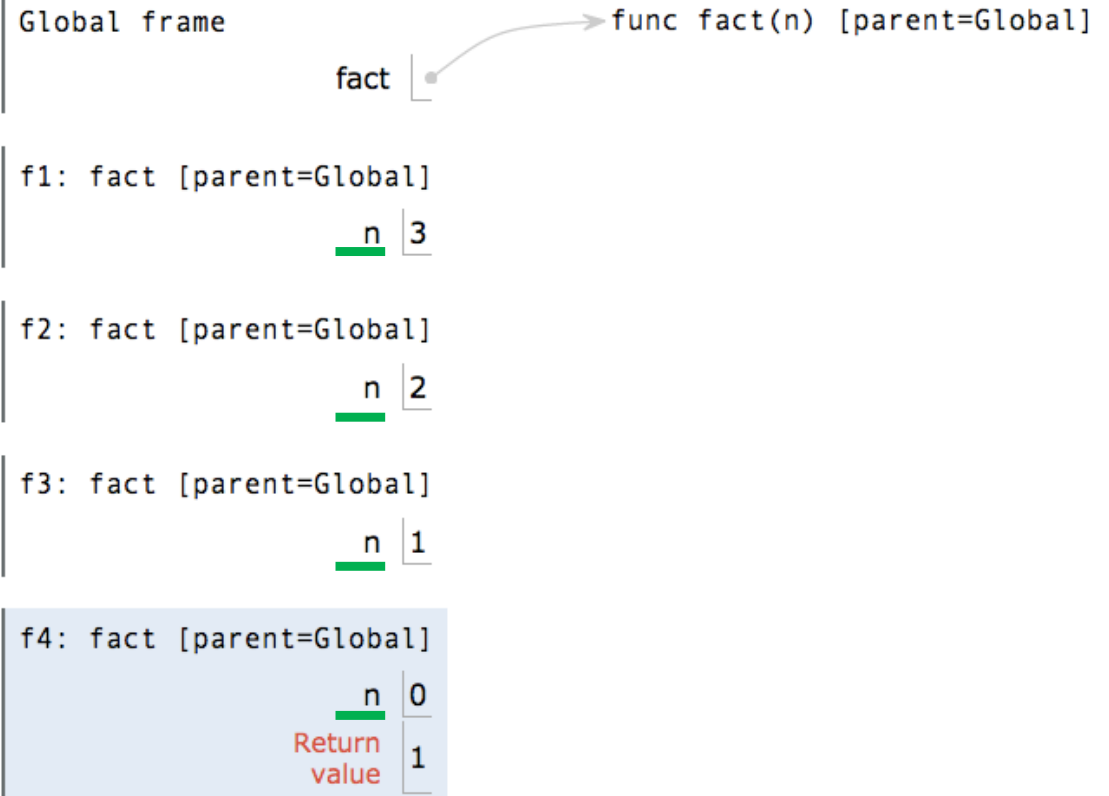 Global frame
func fact(n) [parent=Global]
fact
f1: fact [parent=Global]
n 3
f2: fact [parent=Global]
n 2
f3: fact [parent=Global]
n 1
f4: fact [parent=Global]
n 0
Return
value 1